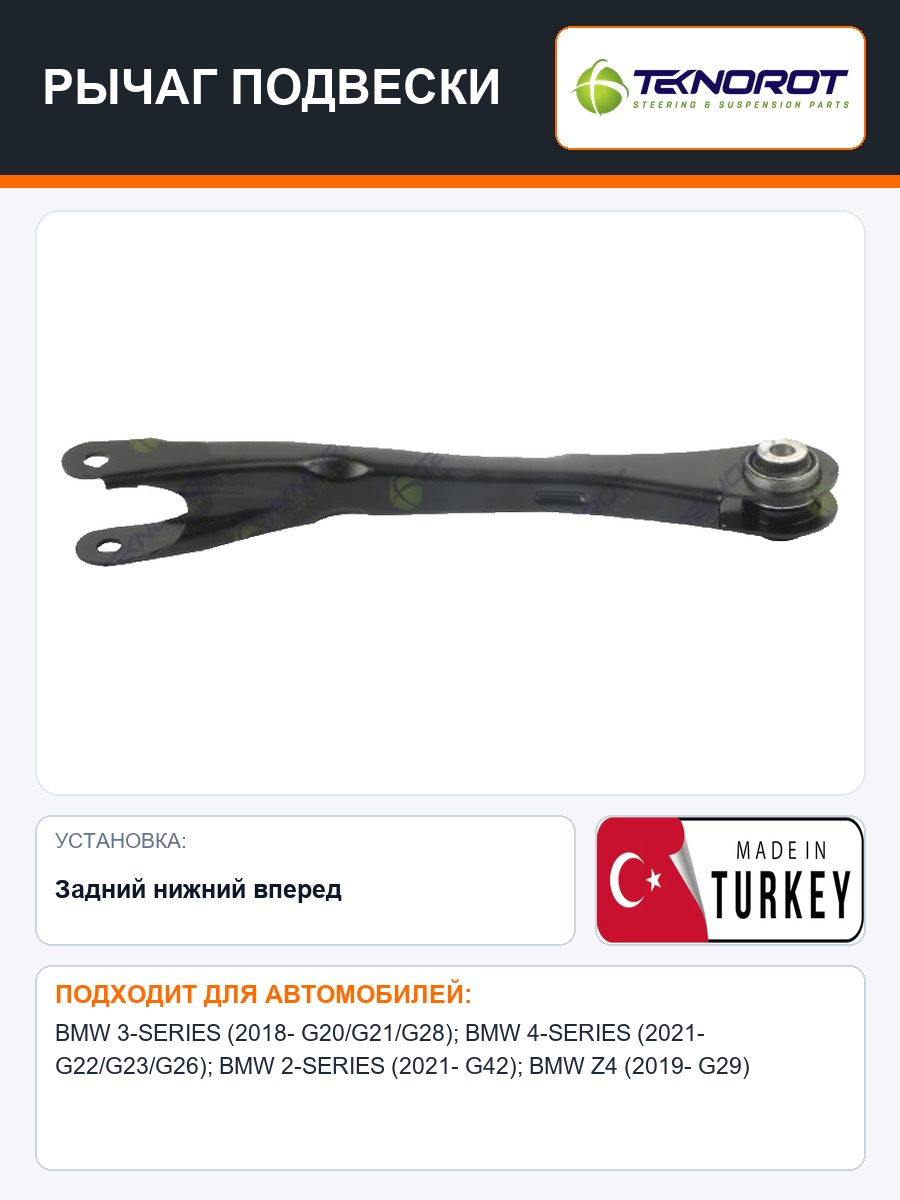 РЫЧАГ ПОДВЕСКИ
TEKNOROT
STEERING & SUSPENSION PARTS
УСТАНОВКА:
Задний нижний вперед
MADE IN
TURKEY
ПОДХОДИТ ДЛЯ АВТОМОБИЛЕЙ:
BMW 3-SERIES (2018- G20/G21/G28); BMW 4-SERIES (2021-
G22/G23/G26); BMW 2-SERIES (2021- G42); BMW Z4 (2019- G29)